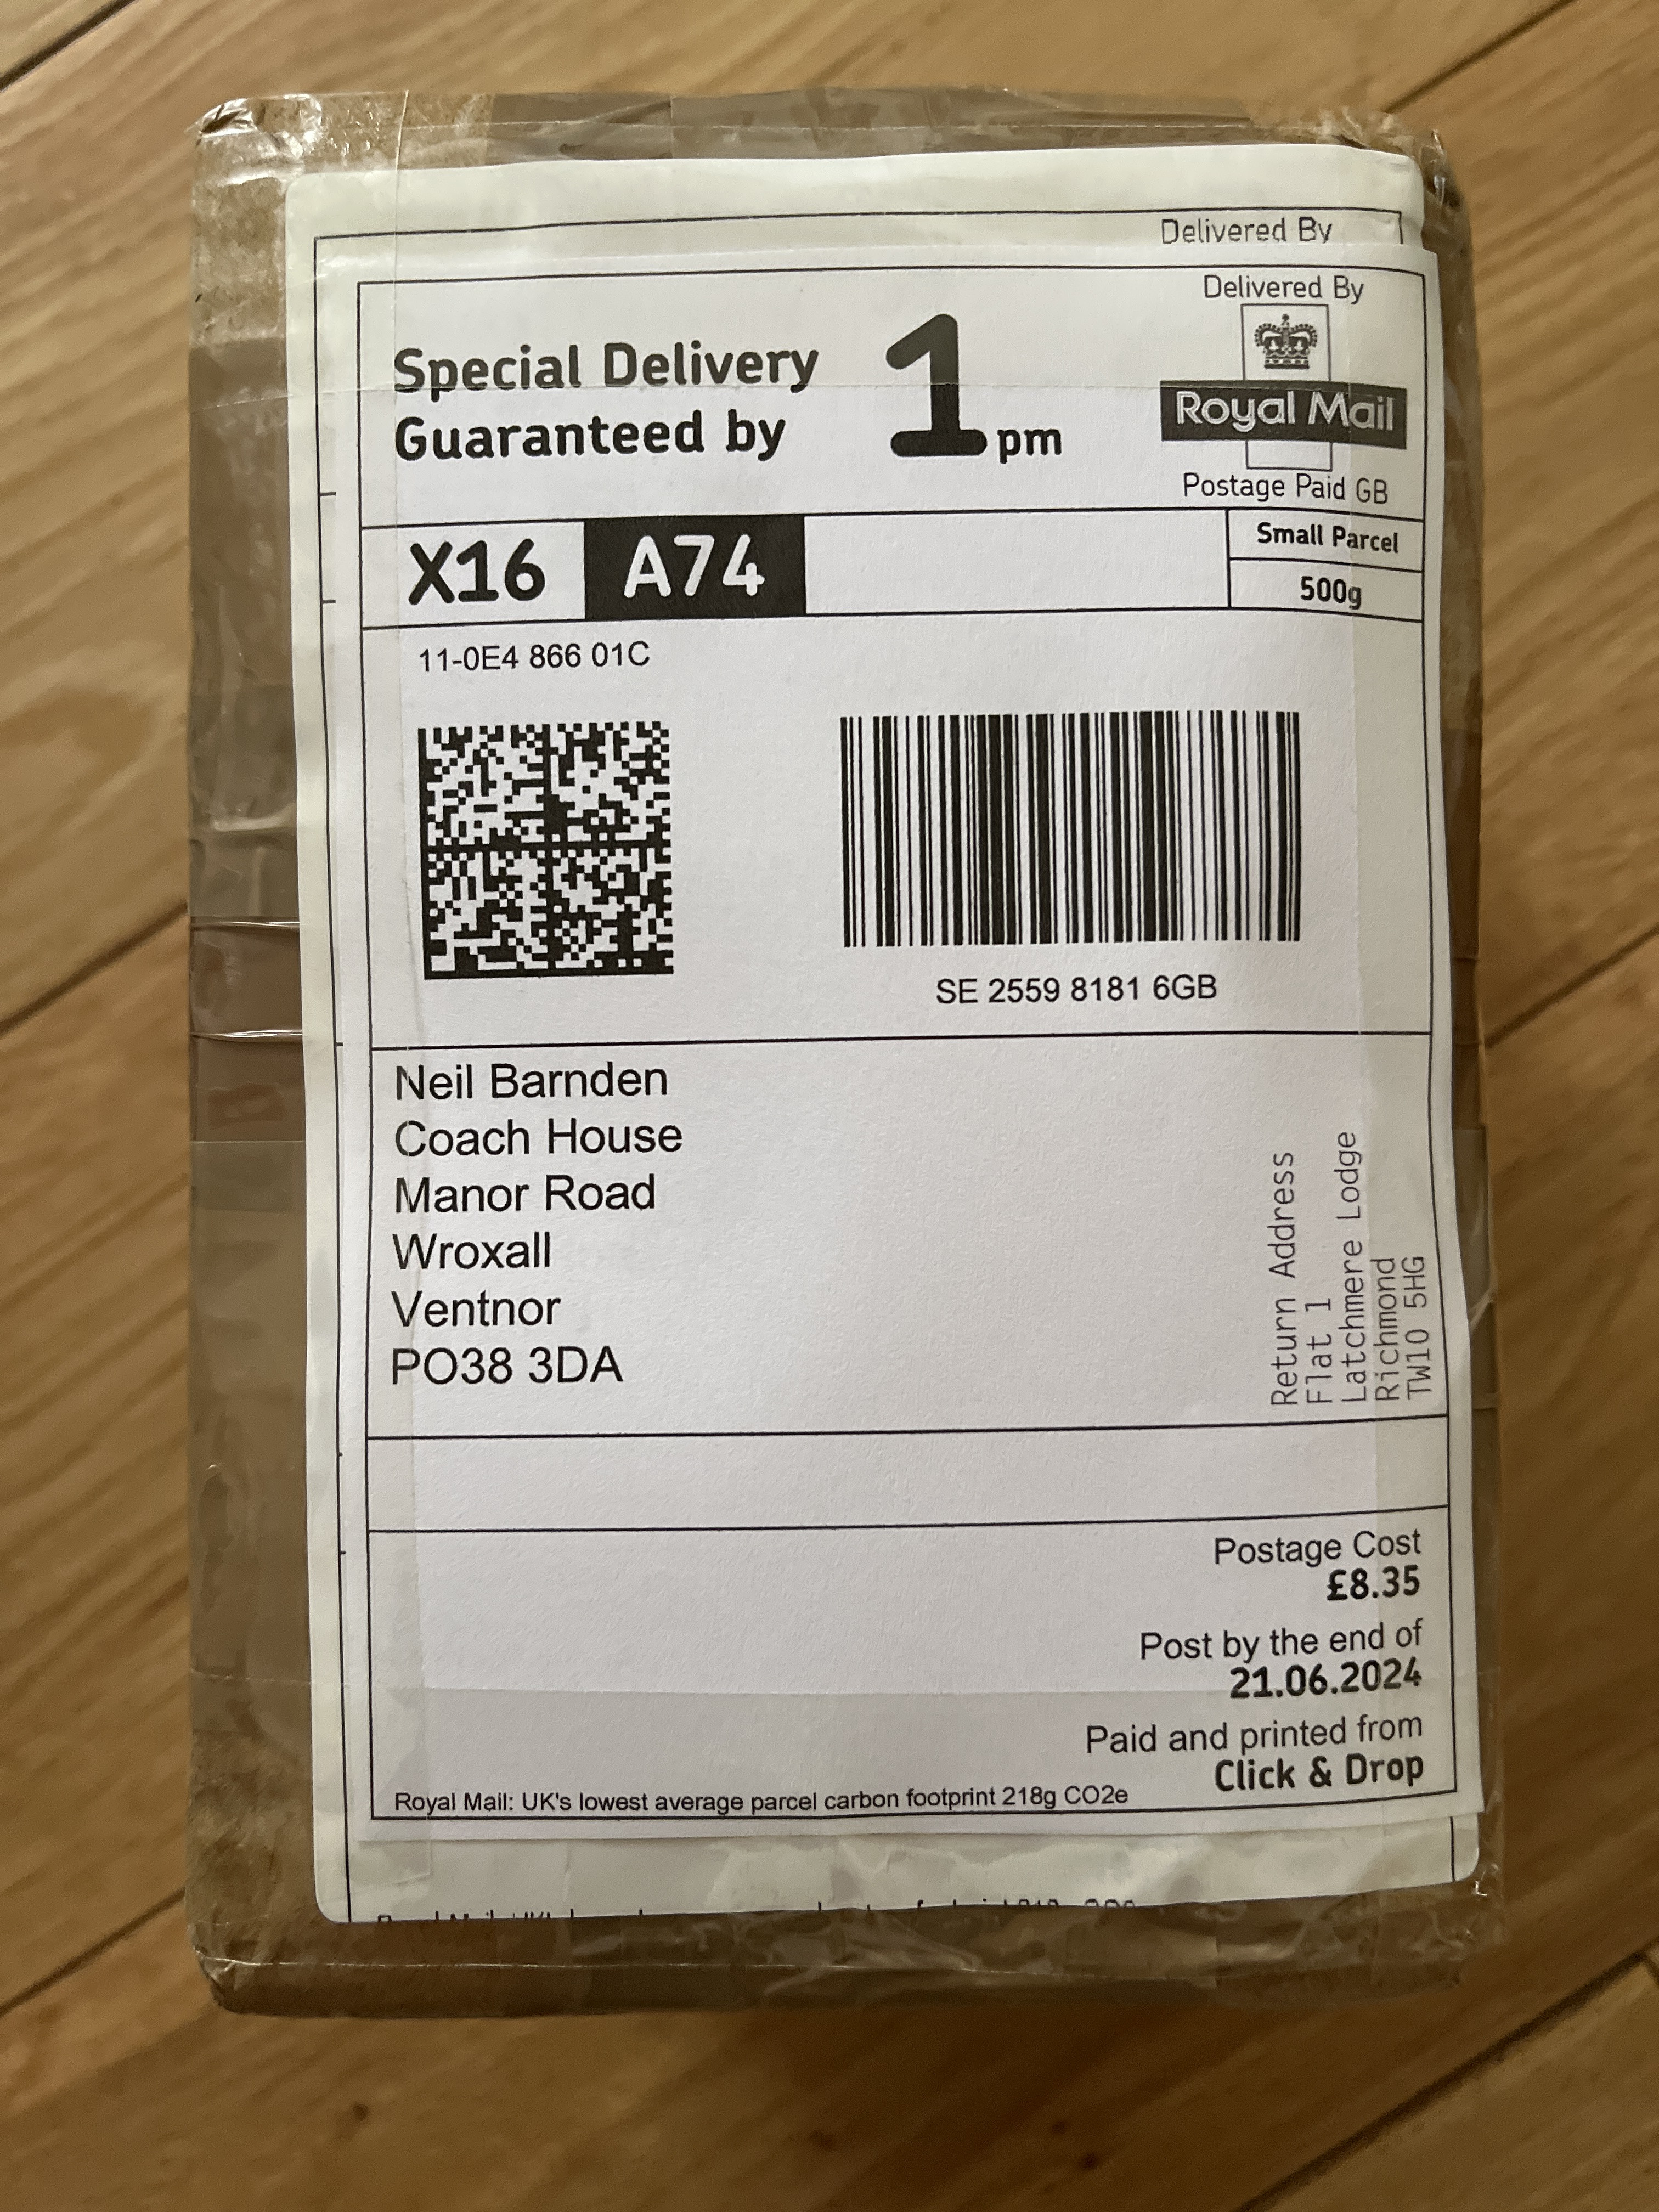 Delivered By
Delivered By
Special Delivery
Guaranteed by
1pm
Royal Mail
Postage Paid GB
X16 A74
Small Parcel
500g
11-0E4 866 01C
SE 2559 8181 6GB
Neil Barnden
Coach House
Manor Road
Wroxall
Ventnor
PO38 3DA
Return Address
Flat 1
Latchmere Lodge
Richmond
TW10 5HG
Postage Cost
£8.35
Post by the end of
21.06.2024
Paid and printed from
Click & Drop
Royal Mail: UK's lowest average parcel carbon footprint 218g CO2e